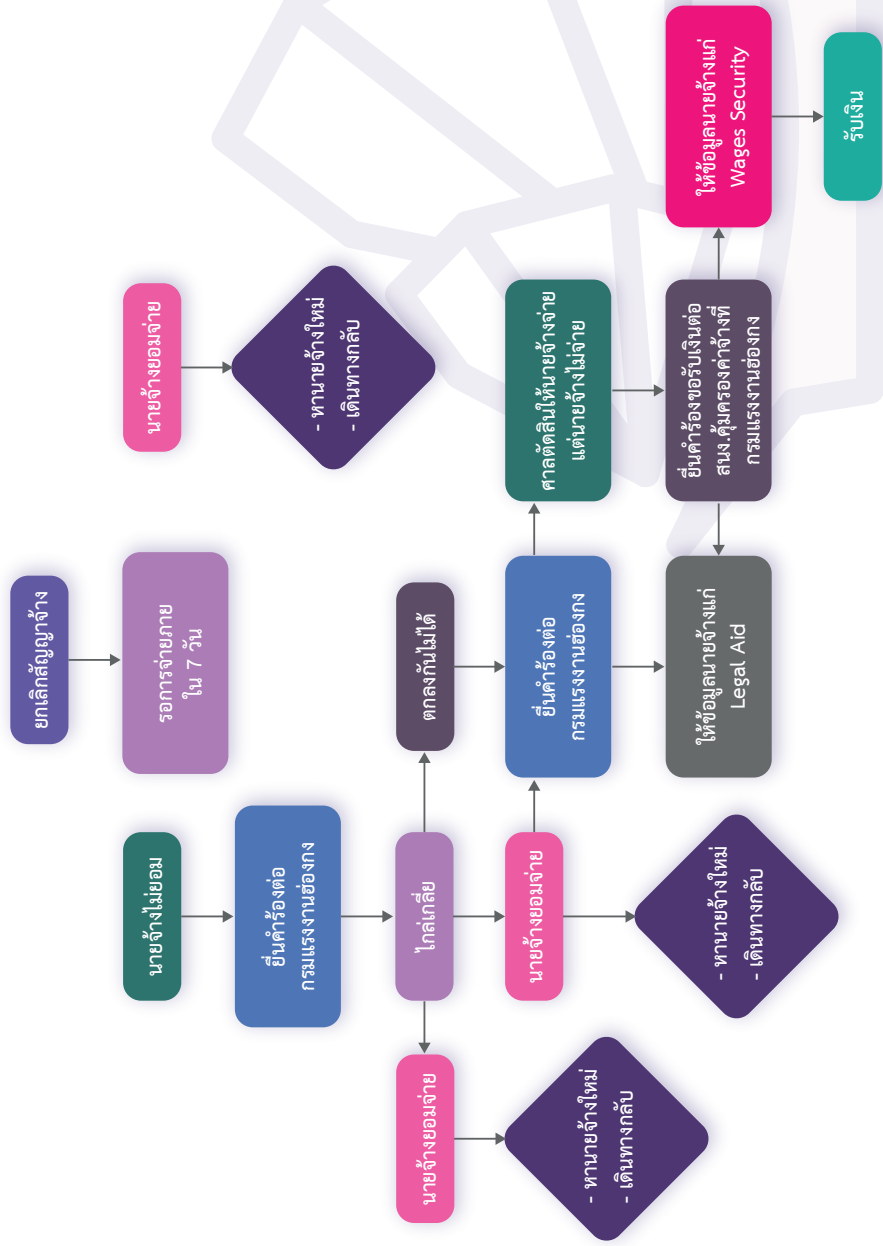 ยกเลิกสัญญาจ้าง
รอการจ่ายภาย
ใน 7 วัน
นายจ้างไม่ยอม
นายจ้างยอมจ่าย
ยื่นคำร้องต่อ
กรมแรงงานฮ่องกง
- หานายจ้างใหม่
- เดินทางกลับ
นายจ้างยอมจ่าย
ไกล่เกลี่ย
ตกลงกันไม่ได้
- หานายจ้างใหม่
- เดินทางกลับ
นายจ้างยอมจ่าย
ยื่นคำร้องต่อ
กรมแรงงานฮ่องกง
ศาลตัดสินให้นายจ้างจ่าย
แต่นายจ้างไม่จ่าย
- หานายจ้างใหม่
- เดินทางกลับ
ให้ข้อมูลนายจ้างแก่
Legal Aid
ยื่นคำร้องขอรับเงินต่อ
สนง.คุ้มครองค่าจ้างที่
กรมแรงงานฮ่องกง
ให้ข้อมูลนายจ้างแก่
Wages Security
รับเงิน